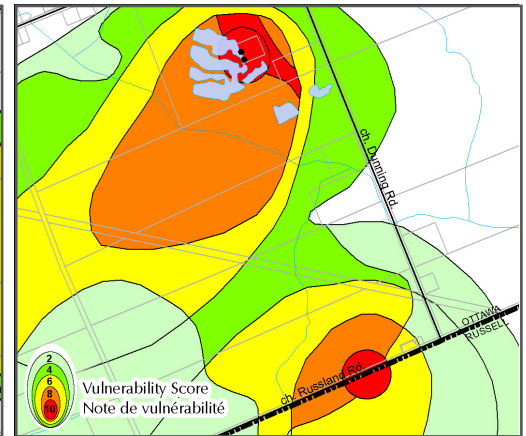 ch. Dunning Rd.
OTTAWA
RUSSELL
ch. Russland Rd.
2
4
6
8
10
Vulnerability Score
Note de vulnérabilité